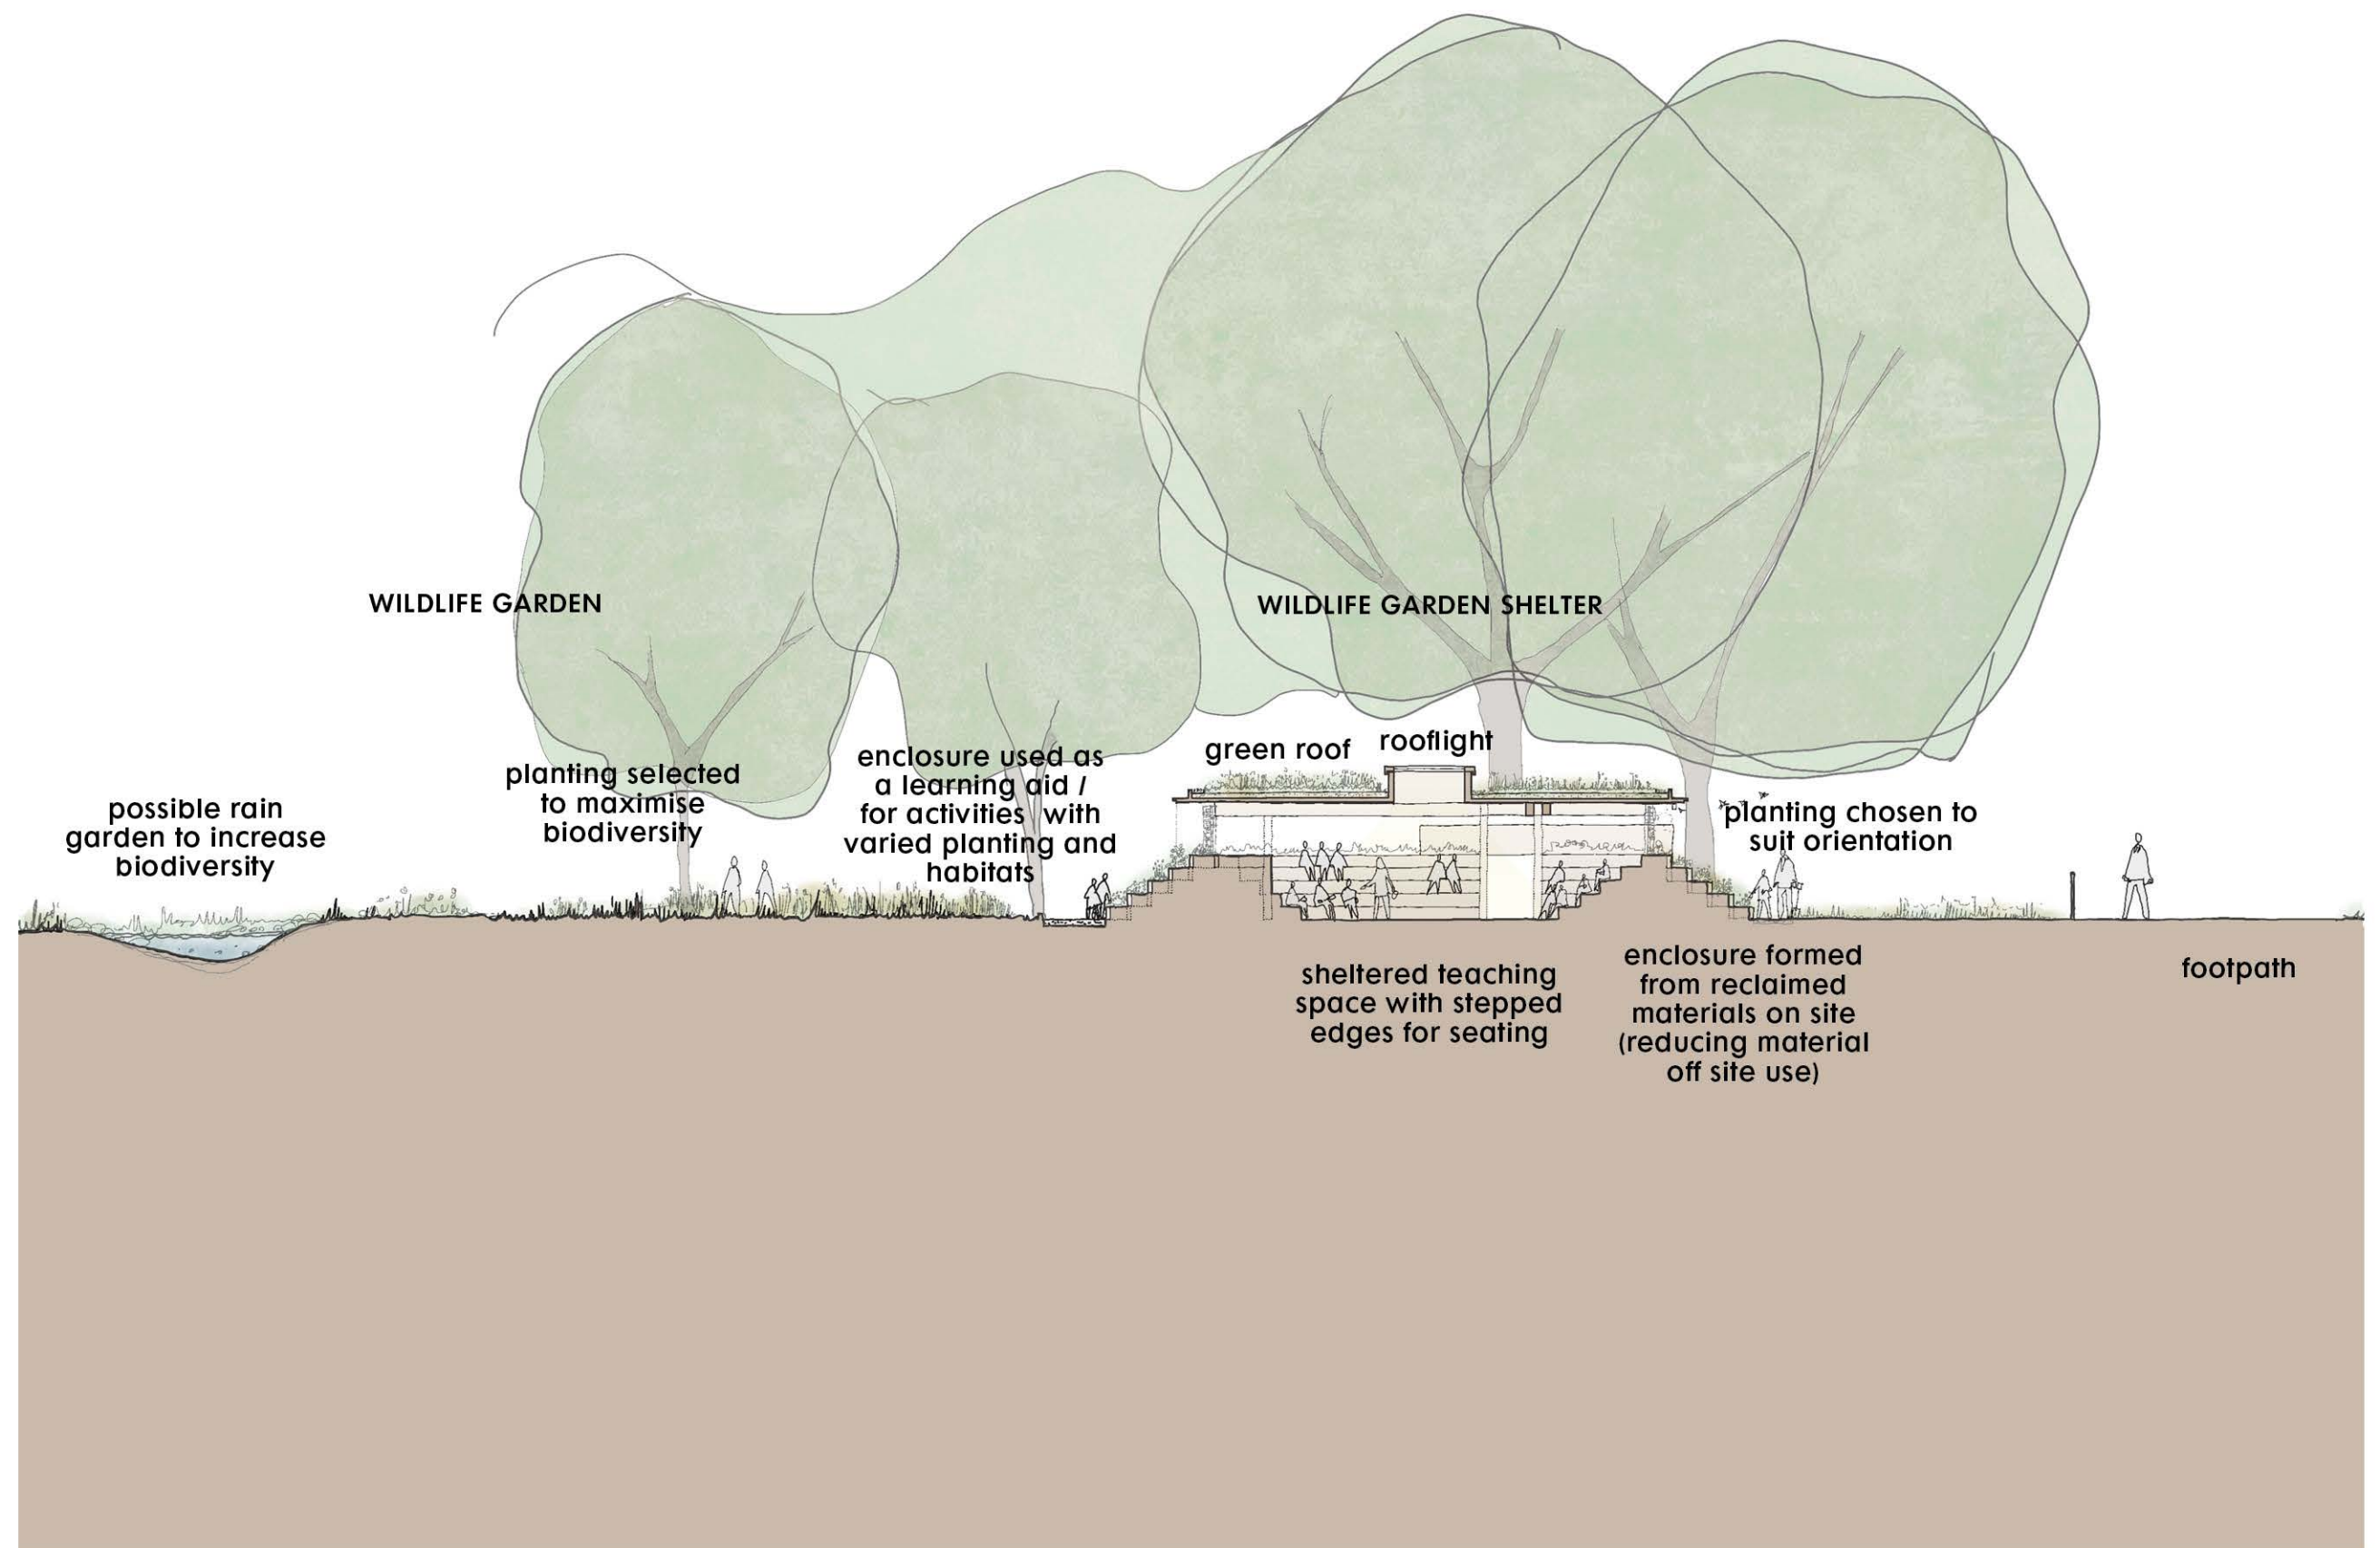 WILDLIFE GARDEN
WILDLIFE GARDEN SHELTER
possible rain
garden to increase
biodiversity
planting selected
to maximise
biodiversity
enclosure used as
a learning aid /
for activities with
varied planting and
habitats
green roof
rooflight
planting chosen to
suit orientation
sheltered teaching
space with stepped
edges for seating
enclosure formed
from reclaimed
materials on site
(reducing material
off site use)
footpath